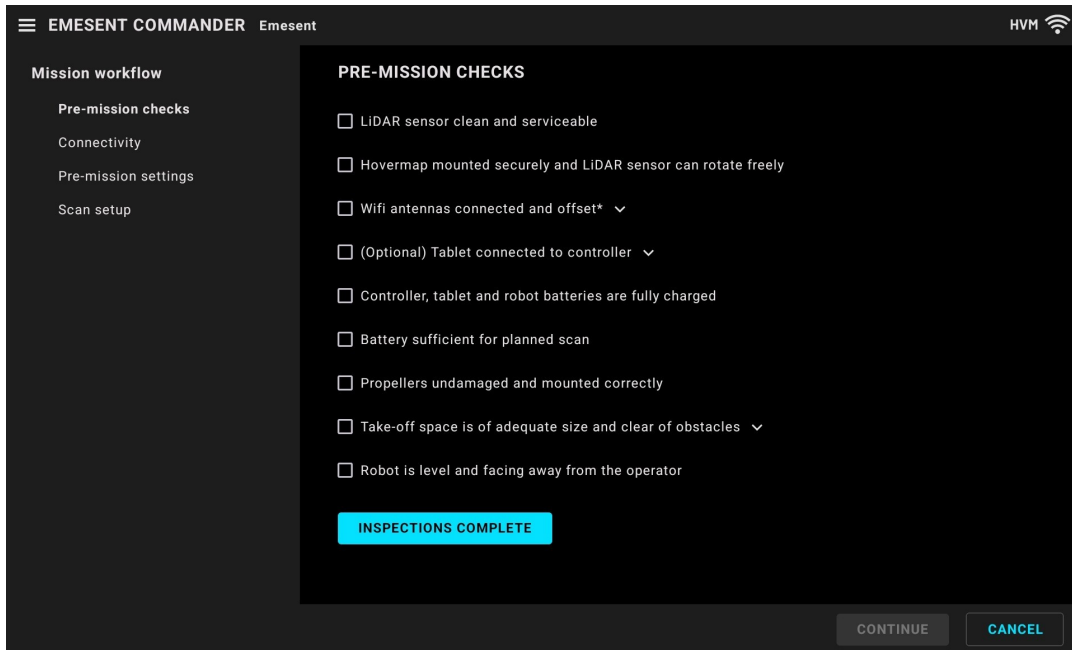 EMESENT COMMANDER Emesent
HVM
Mission workflow
Pre-mission checks
Connectivity
Pre-mission settings
Scan setup
PRE-MISSION CHECKS
LiDAR sensor clean and serviceable
Hovermap mounted securely and LiDAR sensor can rotate freely
Wifi antennas connected and offset*
(Optional) Tablet connected to controller
Controller, tablet and robot batteries are fully charged
Battery sufficient for planned scan
Propellers undamaged and mounted correctly
Take-off space is of adequate size and clear of obstacles
Robot is level and facing away from the operator
INSPECTIONS COMPLETE
CONTINUE
CANCEL